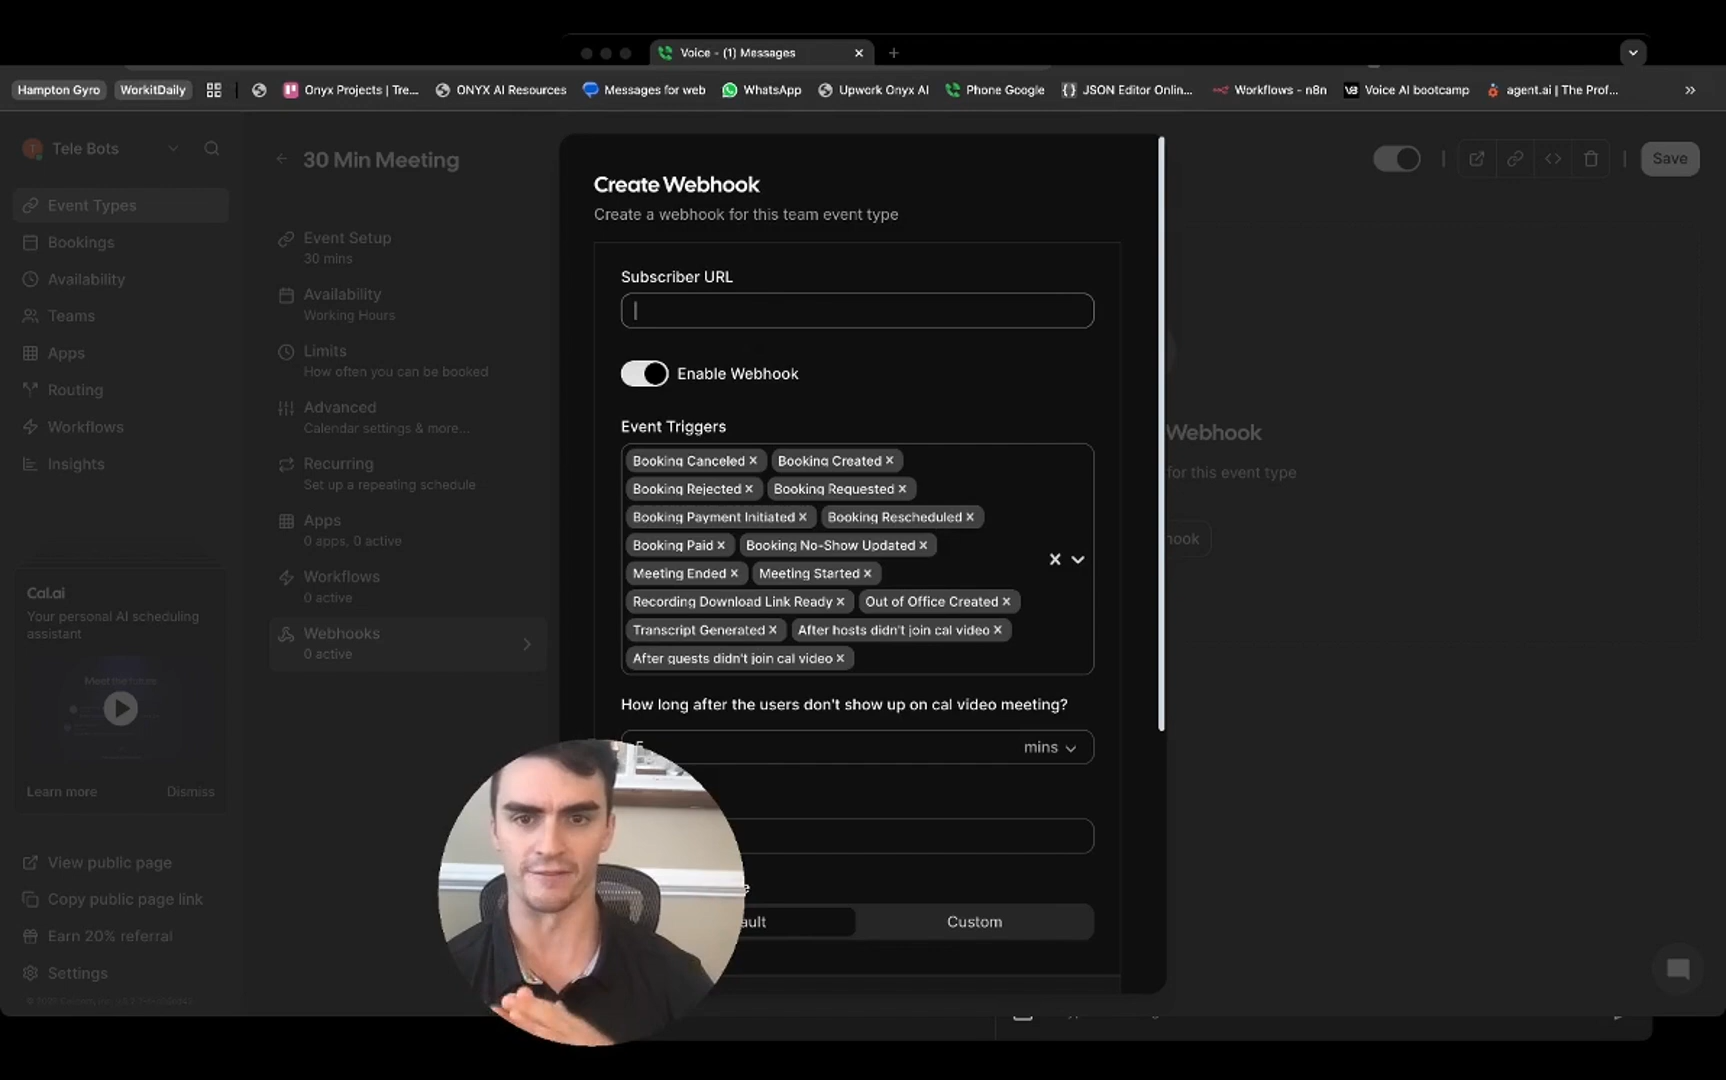 Voice - (1) Messages
Hampton Gyro
WorkitDaily
Onyx Projects | Tre...
ONYX AI Resources
Messages for web
WhatsApp
Upwork Onyx AI
Phone Google
JSON Editor Onlin...
Workflows - n8n
Voice AI bootcamp
agent.ai | The Prof...
Tele Bots
Event Types
Bookings
Availability
Teams
Apps
Routing
Workflows
Insights
Cal.ai
Your personal AI scheduling
assistant
Learn more
Dismiss
View public page
Copy public page link
Earn 20% referral
Settings
30 Min Meeting
Save
Event Setup
30 mins
Availability
Working Hours
Limits
How often you can be booked
Advanced
Calendar settings & more...
Recurring
Set up a repeating schedule
Apps
0 apps, 0 active
Workflows
0 active
Webhooks
0 active
Create Webhook
Create a webhook for this team event type
Subscriber URL
Enable Webhook
Event Triggers
Booking Canceled
Booking Created
Booking Rejected
Booking Requested
Booking Payment Initiated
Booking Rescheduled
Booking Paid
Booking No-Show Updated
Meeting Ended
Meeting Started
Recording Download Link Ready
Out of Office Created
Transcript Generated
After hosts didn't join cal video
After guests didn't join cal video
How long after the users don't show up on cal video meeting?
mins
ault
Custom
Webhook
for this event type
ook